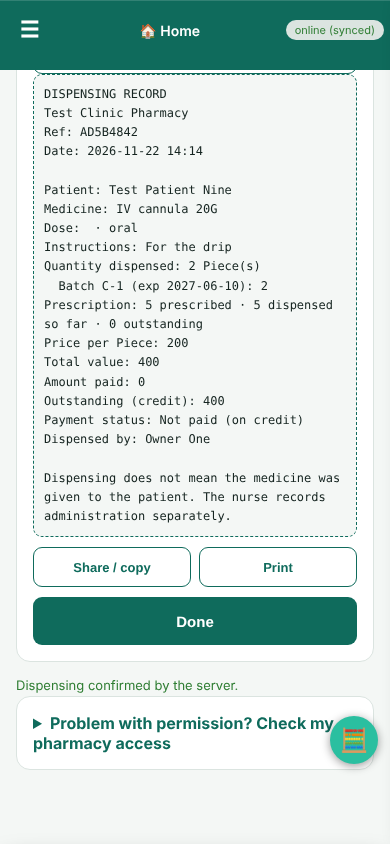 Home
online (synced)
DISPENSING RECORD
Test Clinic Pharmacy
Ref: AD5B4842
Date: 2026-11-22 14:14
Patient: Test Patient Nine
Medicine: IV cannula 20G
Dose:  · oral
Instructions: For the drip
Quantity dispensed: 2 Piece(s)
Batch C-1 (exp 2027-06-10): 2
Prescription: 5 prescribed · 5 dispensed
so far · 0 outstanding
Price per Piece: 200
Total value: 400
Amount paid: 0
Outstanding (credit): 400
Payment status: Not paid (on credit)
Dispensed by: Owner One
Dispensing does not mean the medicine was
given to the patient. The nurse records
administration separately.
Share / copy
Print
Done
Dispensing confirmed by the server.
Problem with permission? Check my
pharmacy access